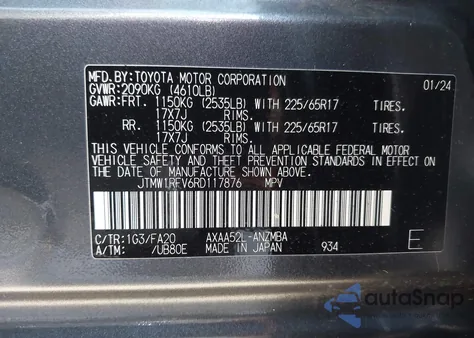 MFD.BY:TOYOTA MOTOR CORPORATION 01/24
GVWR:2090KG (4610LB)
GAWR:FRT. 1150KG (2535LB) WITH 225/65R17 TIRES.
17X7J RIMS.
RR. 1150KG (2535LB) WITH 225/65R17 TIRES.
17X7J RIMS.
THIS VEHICLE CONFORMS TO ALL APPLICABLE FEDERAL MOTOR
VEHICLE SAFETY AND THEFT PREVENTION STANDARDS IN EFFECT ON
THE DATE OF MANUFACTURE SHOWN ABOVE.
JTMW1RFV6RD117876 MPV
C/TR:1G3/FA20 AXAA52L-ANZMBA
A/TM: /UB80E MADE IN JAPAN 934 E
autoSnap